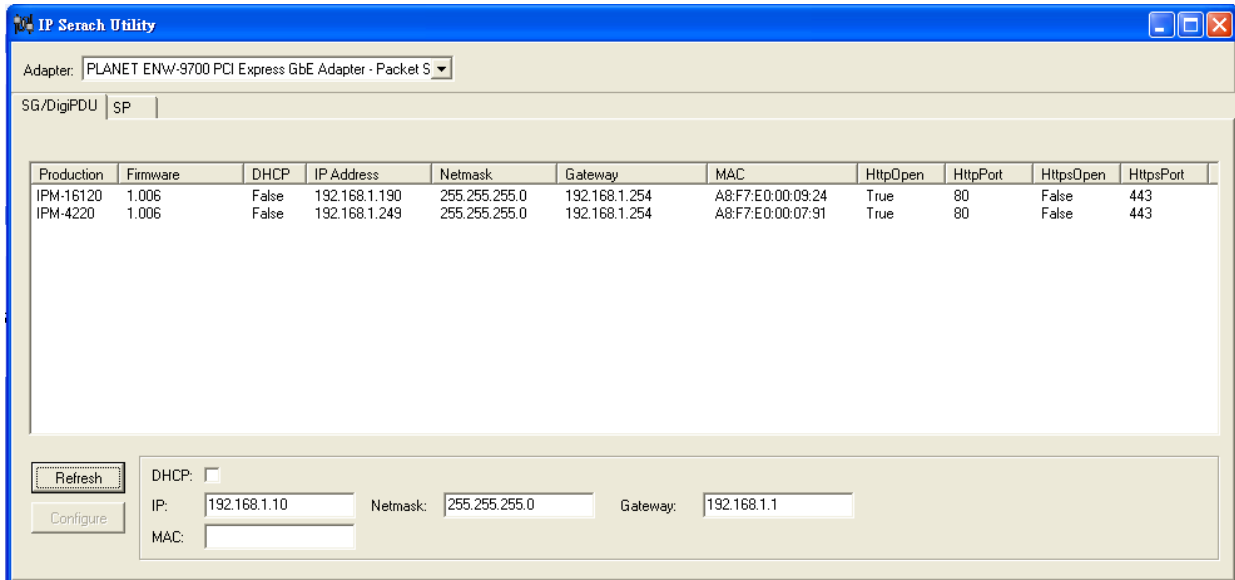 IP Serach Utility
Adapter: PLANET ENW-9700 PCI Express GbE Adapter - Packet S
SG/DigiPDU SP
Production Firmware DHCP IP Address Netmask Gateway MAC HttpOpen HttpPort HttpsOpen HttpsPort
IPM-16120 1.006 False 192.168.1.190 255.255.255.0 192.168.1.254 A8:F7:E0:00:09:24 True 80 False 443
IPM-4220 1.006 False 192.168.1.249 255.255.255.0 192.168.1.254 A8:F7:E0:00:07:91 True 80 False 443
Refresh DHCP:
IP: 192.168.1.10 Netmask: 255.255.255.0 Gateway: 192.168.1.1
Configure
MAC: